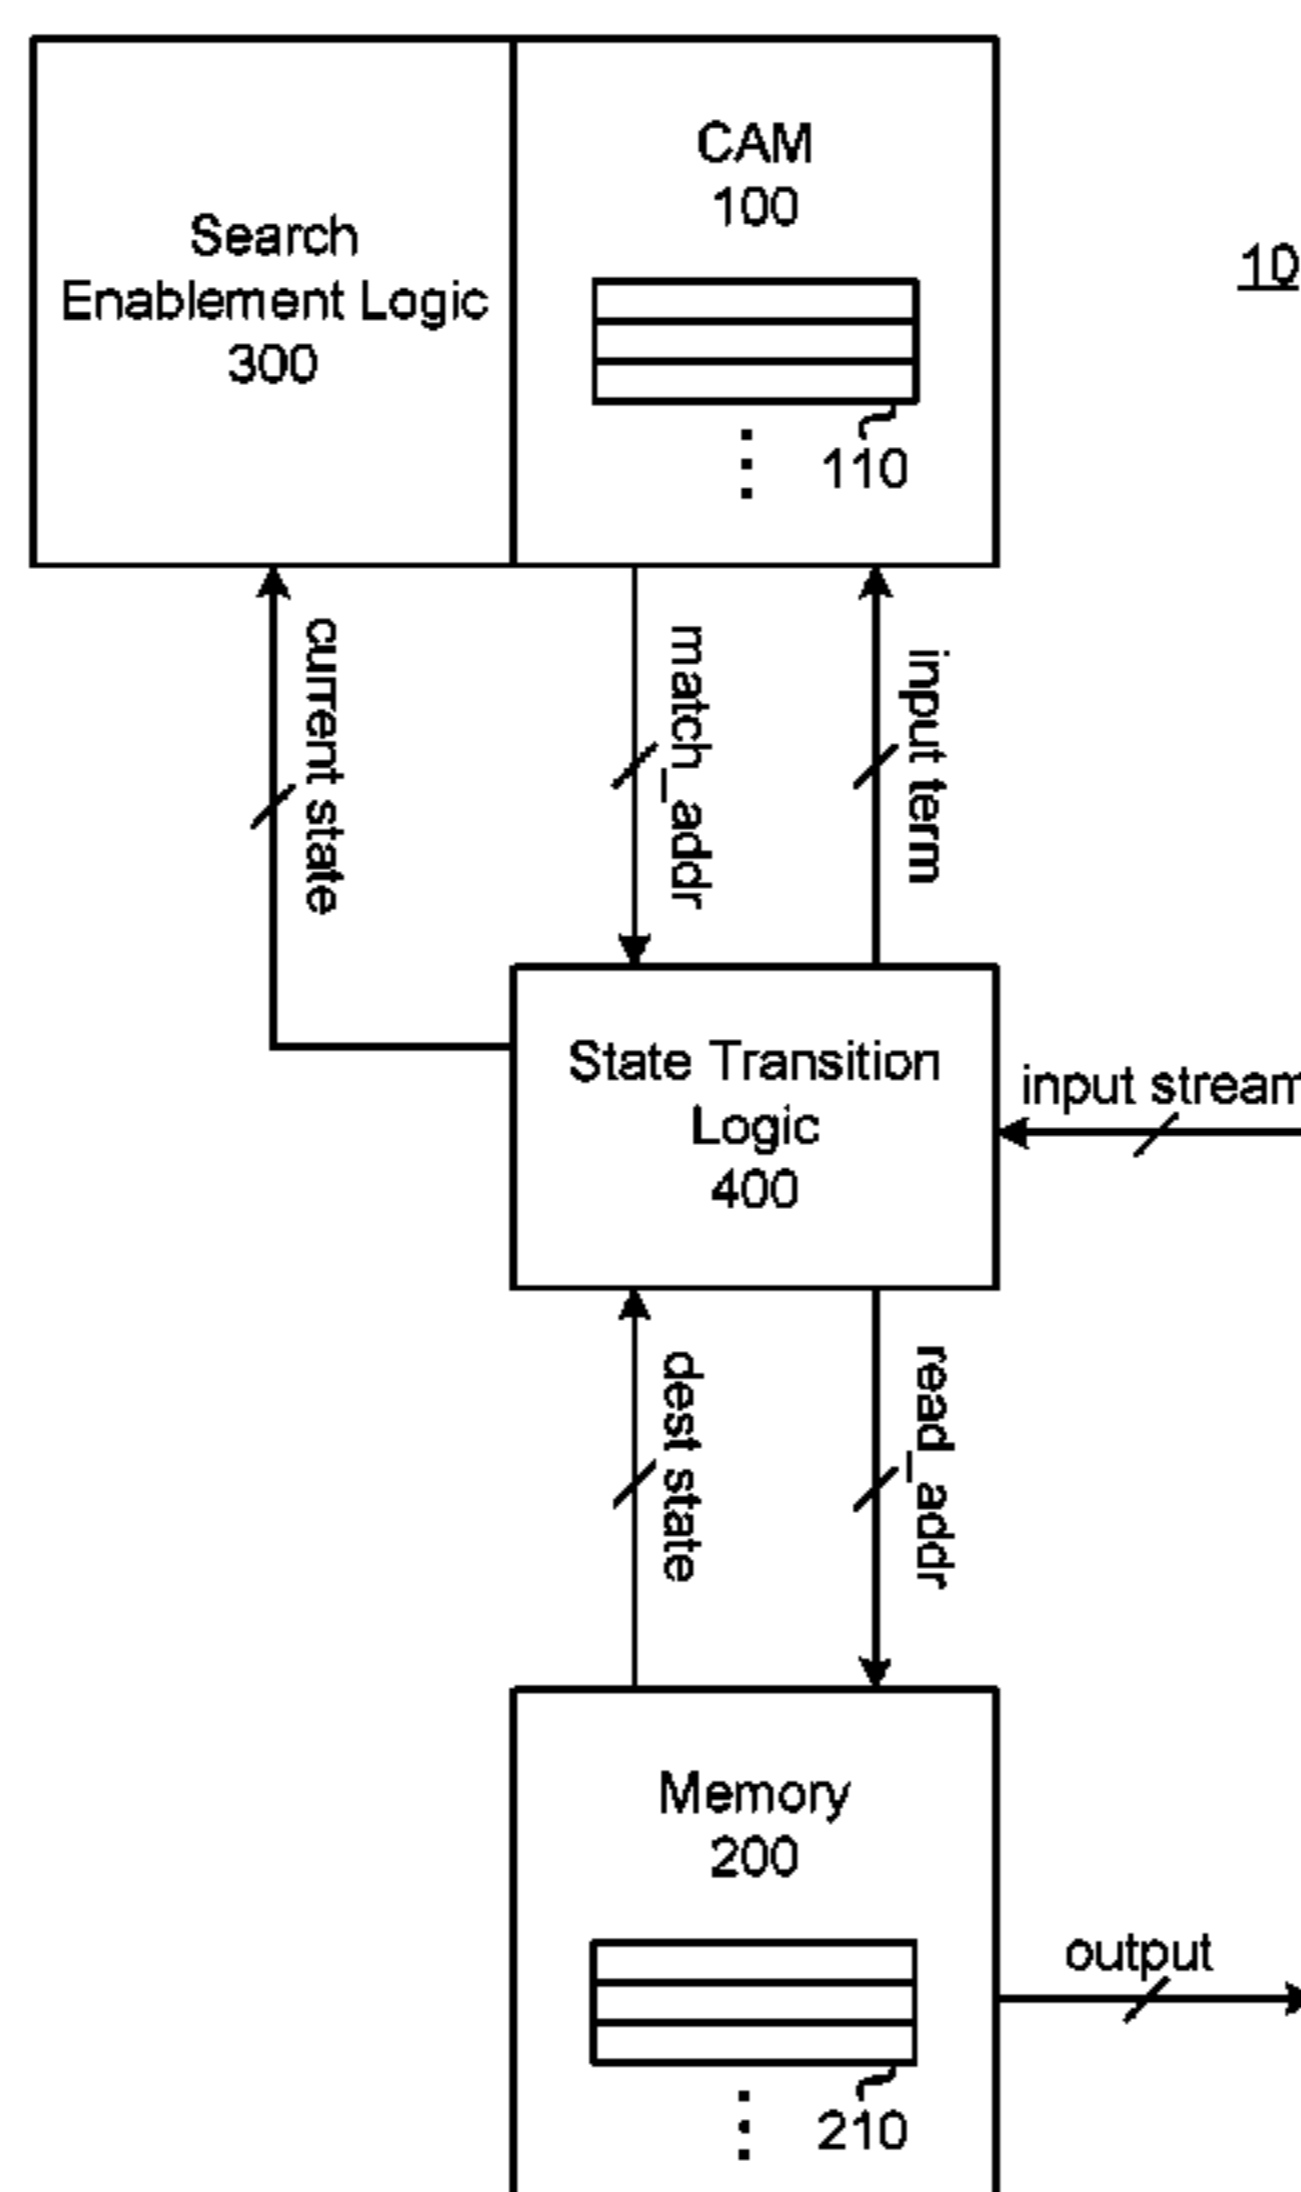 CAM
100
Search
Enablement Logic
300
10
110
current state
match_addr
input term
State Transition
Logic
400
input stream
dest state
read_addr
Memory
200
output
210